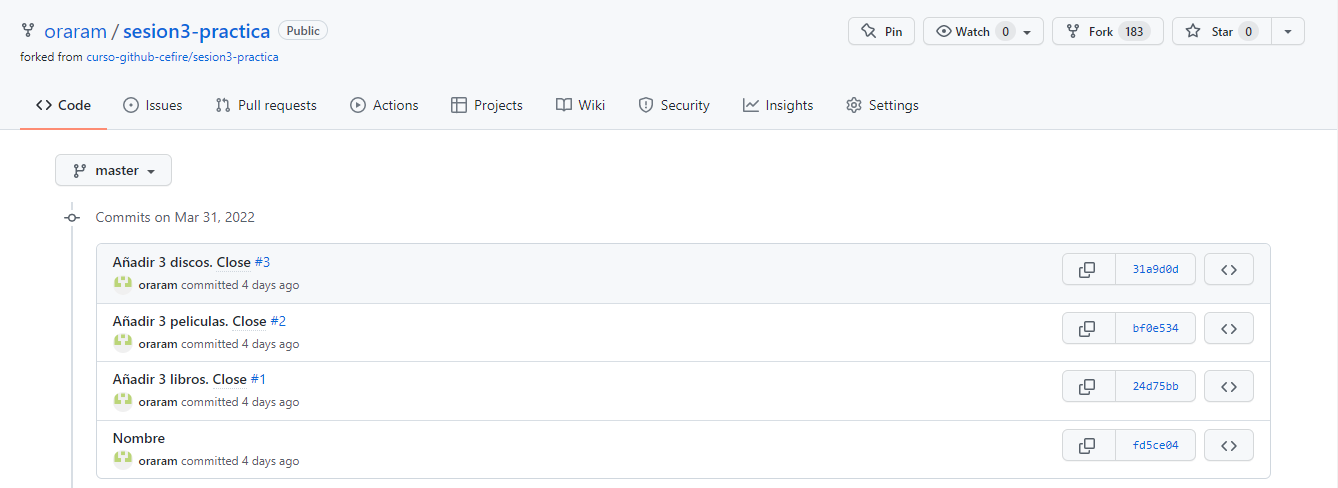 oraram / sesion3-practica Public Pin Watch 0 Fork 183 Star 0
forked from curso-github-cefire/sesion3-practica
Code Issues Pull requests Actions Projects Wiki Security Insights Settings
master
Commits on Mar 31, 2022
Añadir 3 discos. Close #3
oraram committed 4 days ago
31a9d0d
Añadir 3 peliculas. Close #2
oraram committed 4 days ago
bf0e534
Añadir 3 libros. Close #1
oraram committed 4 days ago
24d75bb
Nombre
oraram committed 4 days ago
fd5ce04